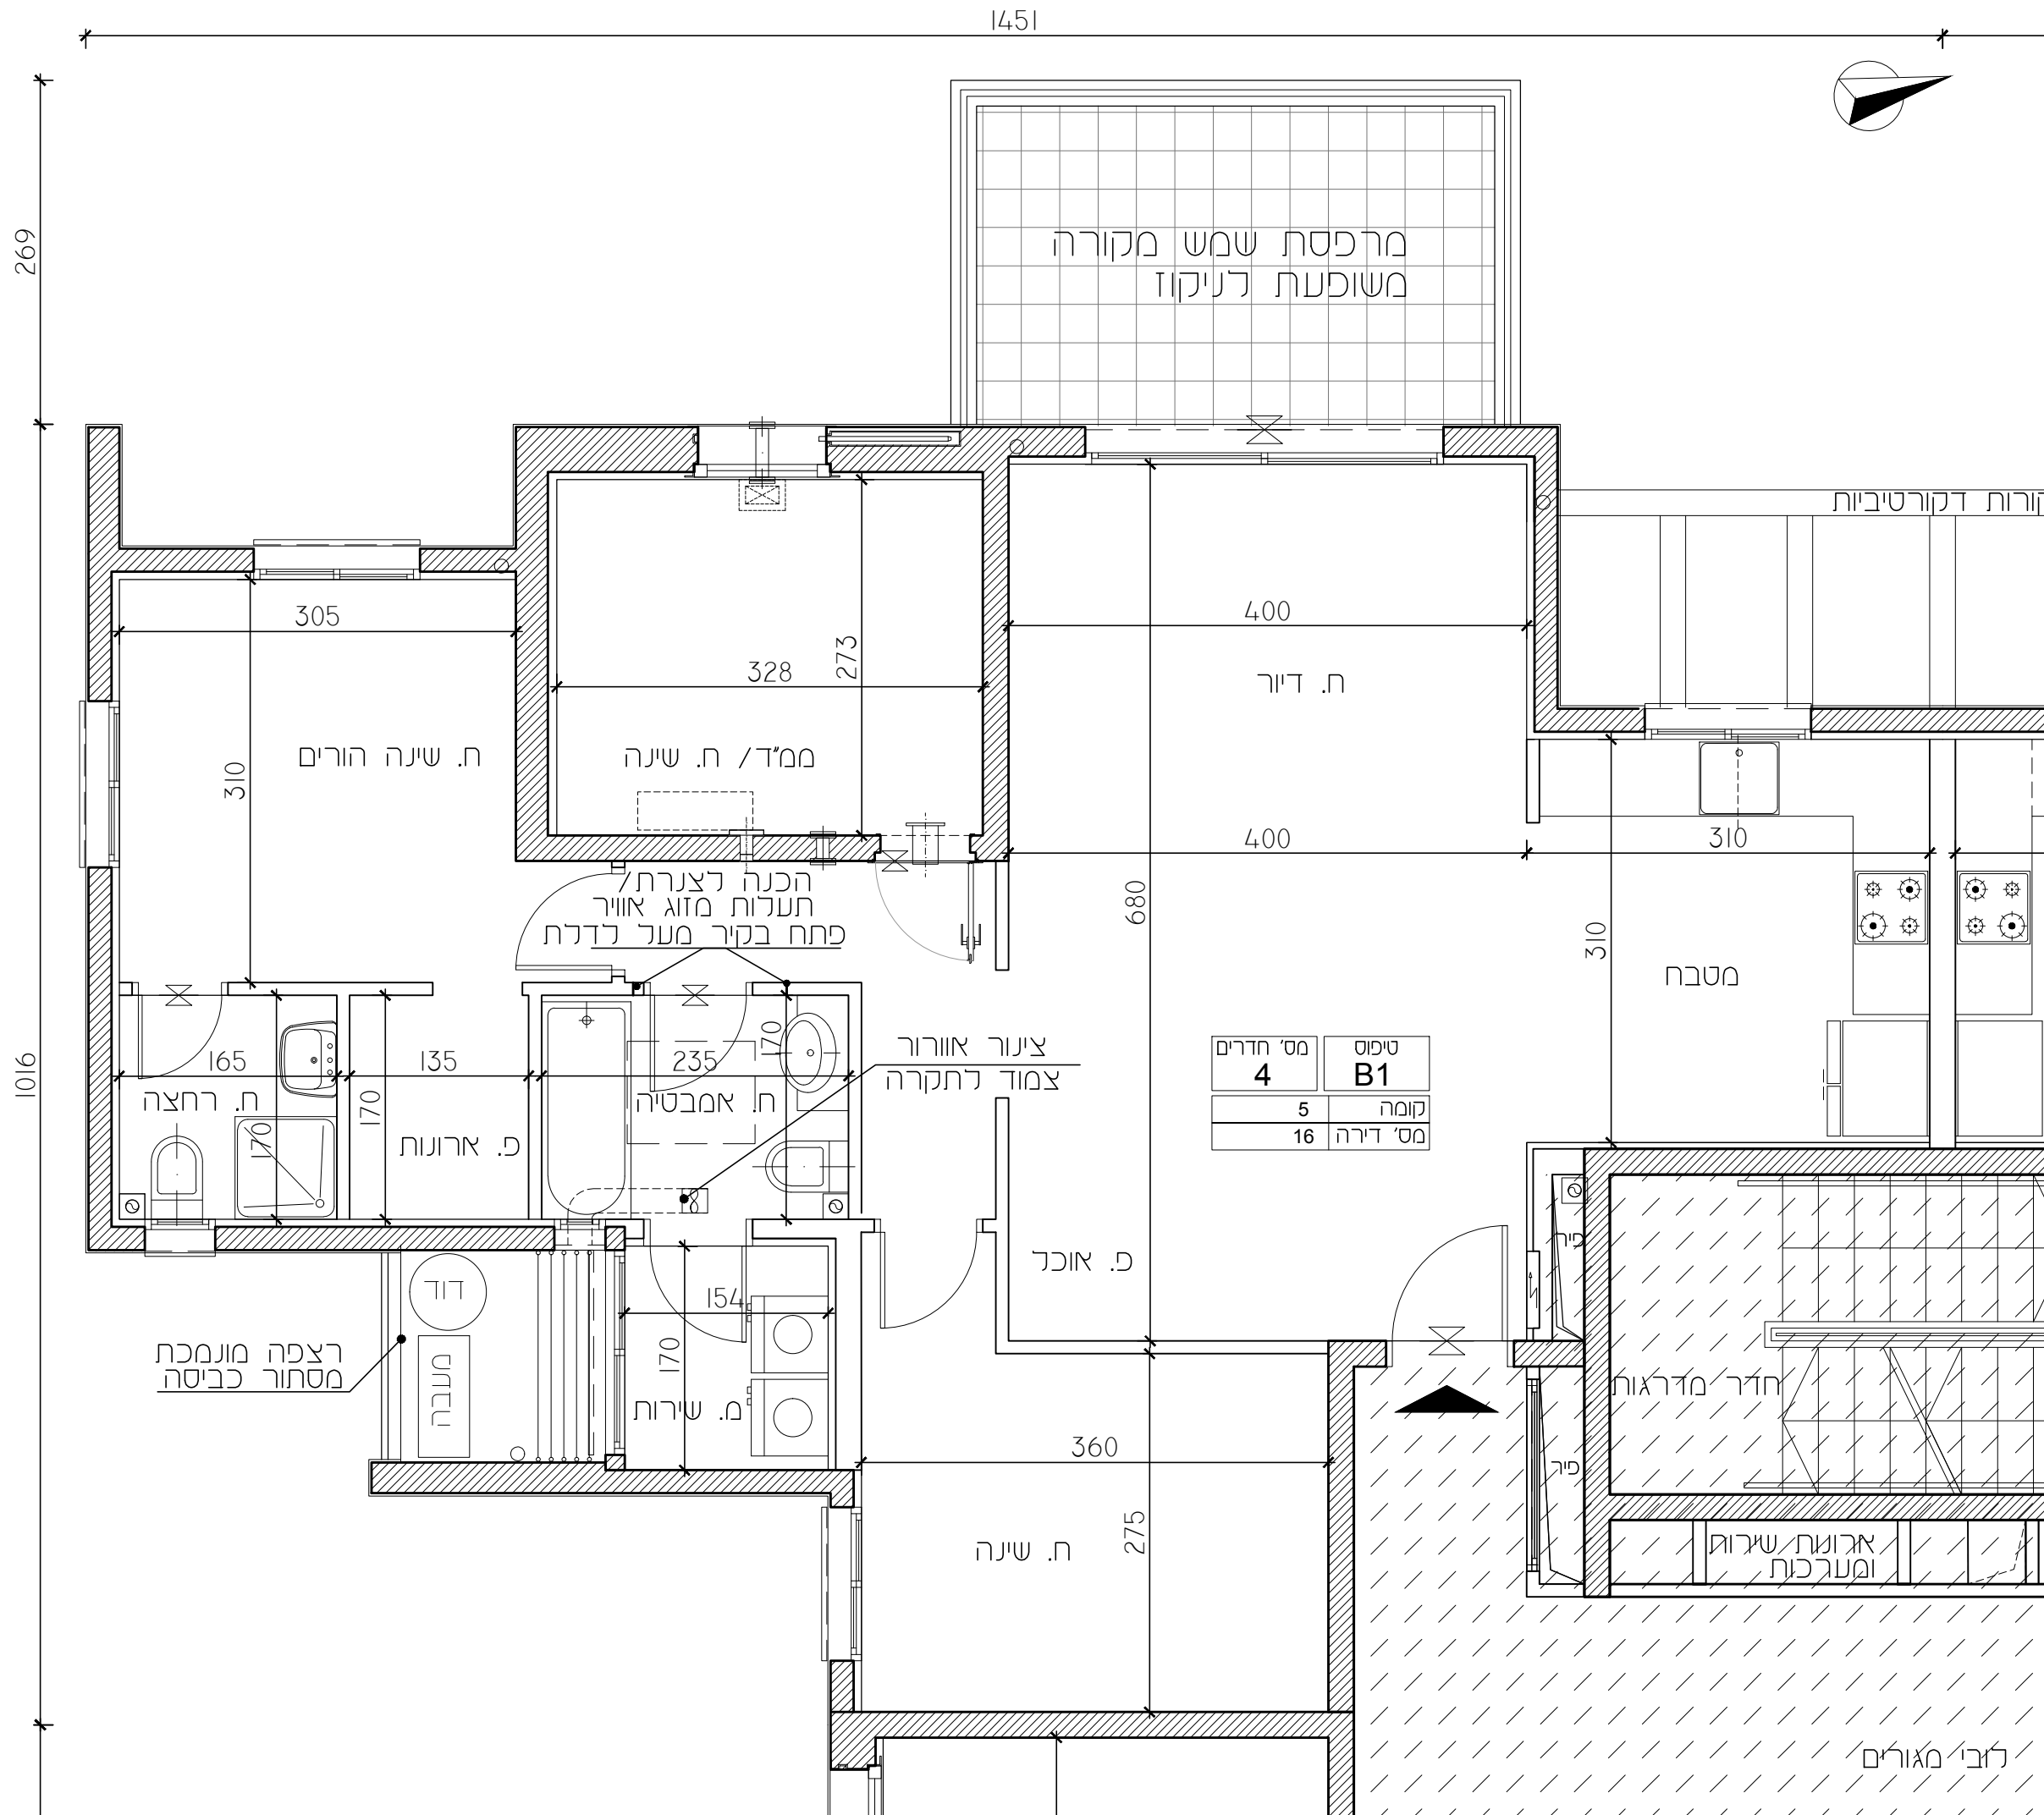 1451
269
מרפסת שמש מקורה
משופעת לניקוז
קורות דקורטיביות
305
400
328
273
ח. דיור
ח. שינה הורים
ממ"ד/ ח. שינה
310
400
310
680
310
הכנה לצנרת/
תעלות מזוג אוויר
פתח בקיר מעל לדלת
מטבח
1016
צינור אוורור
צמוד לתקרה
טיפוס
B1
מס' חדרים
4
קומה 5
מס' דירה 16
165
135
235
170
170
170
ח. רחצה
פ. ארונות
ח. אמבטיה
פ. אוכל
פיר
דוד
מעבה
רצפה מונמכת
מסתור כביסה
154
170
מ. שירות
חדר מדרגות
פיר
360
275
ח. שינה
ארונות שירות
ומערכות
לובי מגורים